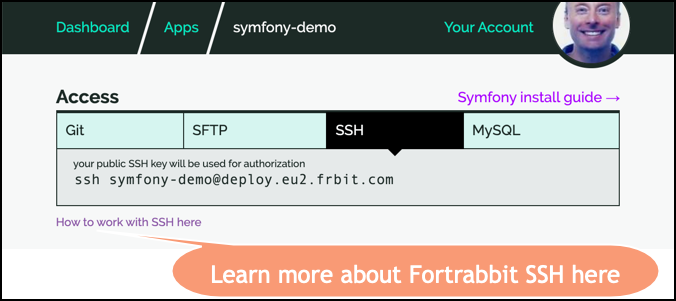 Dashboard Apps symfony-demo Your Account
Access
Symfony install guide →
Git SFTP SSH MySQL
your public SSH key will be used for authorization
ssh symfony-demo@deploy.eu2.frbit.com
How to work with SSH here
Learn more about Fortrabbit SSH here